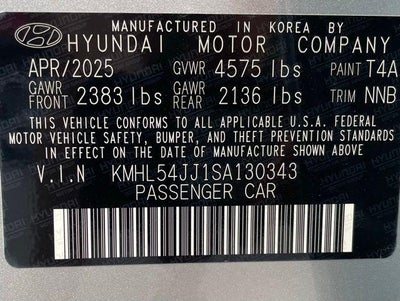 MANUFACTURED IN KOREA BY
HYUNDAI MOTOR COMPANY
APR/2025 GVWR 4575 lbs PAINT T4A
GAWR FRONT 2383 lbs GAWR REAR 2136 lbs TRIM NNB
THIS VEHICLE CONFORMS TO ALL APPLICABLE U.S.A. FEDERAL
MOTOR VEHICLE SAFETY, BUMPER, AND THEFT PREVENTION STANDARDS
IN EFFECT ON THE DATE OF MANUFACTURE SHOWN ABOVE.
V.I.N KMHL54JJ1SA130343
PASSENGER CAR